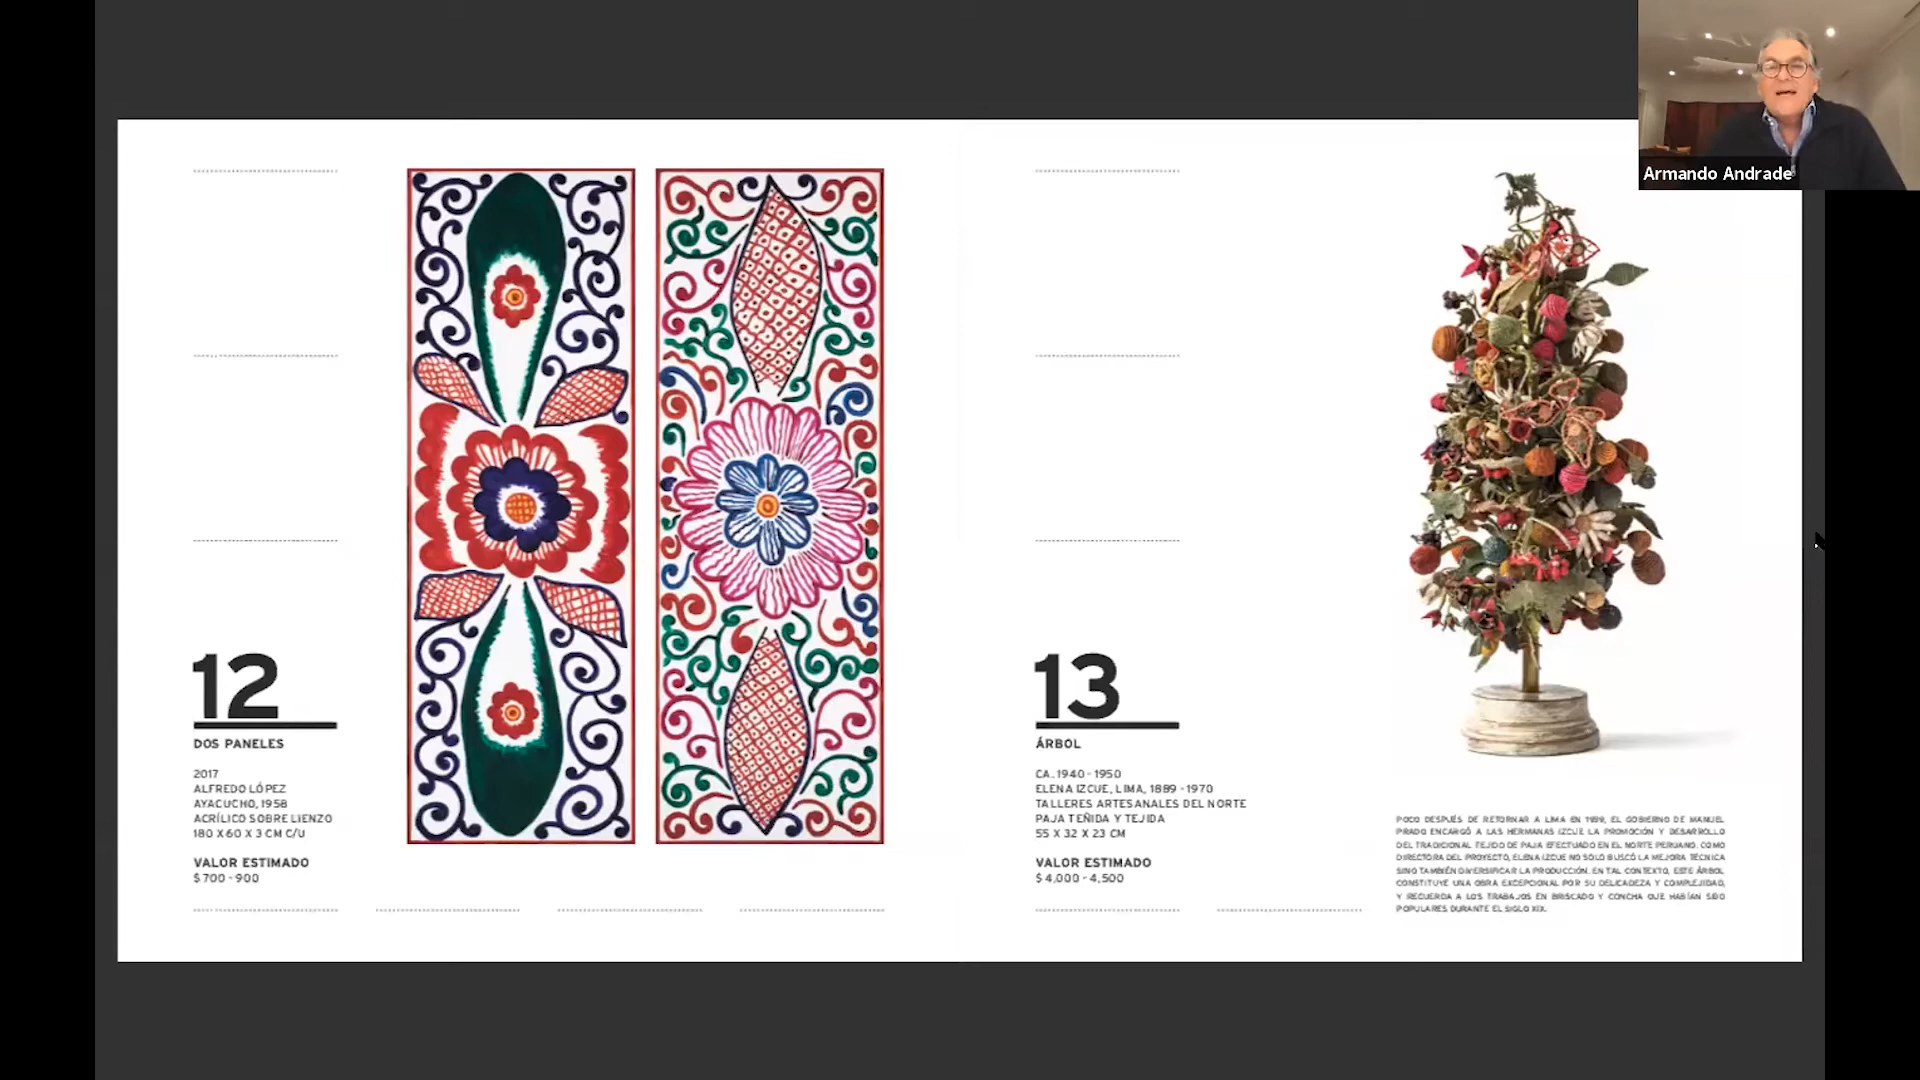 Armando Andrade
12
DOS PANELES
2017
ALFREDO LÓPEZ
AYACUCHO, 1958
ACRÍLICO SOBRE LIENZO
180 X 60 X 3 CM C/U
VALOR ESTIMADO
$ 700 - 900
13
ÁRBOL
CA. 1940 - 1950
ELENA IZCUE, LIMA, 1889 - 1970
TALLERES ARTESANALES DEL NORTE
PAJA TEÑIDA Y TEJIDA
55 X 32 X 23 CM
VALOR ESTIMADO
$ 4,000 - 4,500
POCO DESPUÉS DE RETORNAR A LIMA EN 1939, EL GOBIERNO DE MANUEL
PRADO ENCARGÓ A LAS HERMANAS IZCUE LA PROMOCIÓN Y DESARROLLO
DEL TRADICIONAL TEJIDO DE PAJA EFECTUADO EN EL NORTE PERUANO. COMO
DIRECTORA DEL PROYECTO, ELENA IZCUE NO SOLO BUSCÓ LA MEJORA TÉCNICA
SINO TAMBIÉN DIVERSIFICAR LA PRODUCCIÓN. EN TAL CONTEXTO, ESTE ÁRBOL
CONSTITUYE UNA OBRA EXCEPCIONAL POR SU DELICADEZA Y COMPLEJIDAD,
Y RECUERDA A LOS TRABAJOS EN BRISCADO Y CONCHA QUE HABÍAN SIDO
POPULARES DURANTE EL SIGLO XIX.